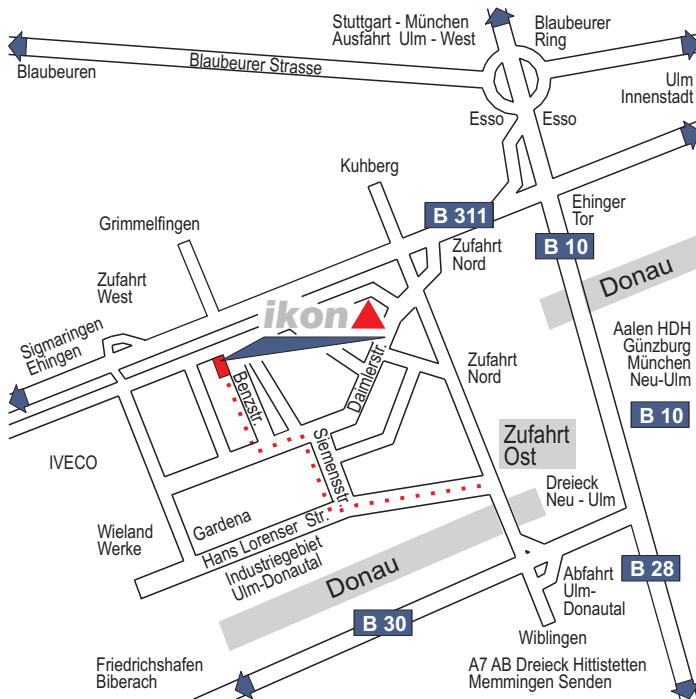 Stuttgart - München
Ausfahrt Ulm - West
Blaubeurer
Ring
Blaubeuren
Blaubeurer Strasse
Ulm
Innenstadt
Esso
Esso
Kuhberg
B 311
Ehinger
Tor
Grimmelfingen
Zufahrt
Nord
B 10
Zufahrt
West
Donau
ikon
Sigmaringen
Ehingen
Aalen HDH
Günzburg
München
Neu-Ulm
Zufahrt
Nord
Benzstr.
Daimlerstr.
B 10
Zufahrt
Ost
Siemensstr.
IVECO
Dreieck
Neu - Ulm
Gardena
Wieland
Werke
Hans Lorenser Str.
Industriegebiet
Ulm-Donautal
Donau
Abfahrt
Ulm-
Donautal
B 28
B 30
Wiblingen
Friedrichshafen
Biberach
A7 AB Dreieck Hittistetten
Memmingen Senden